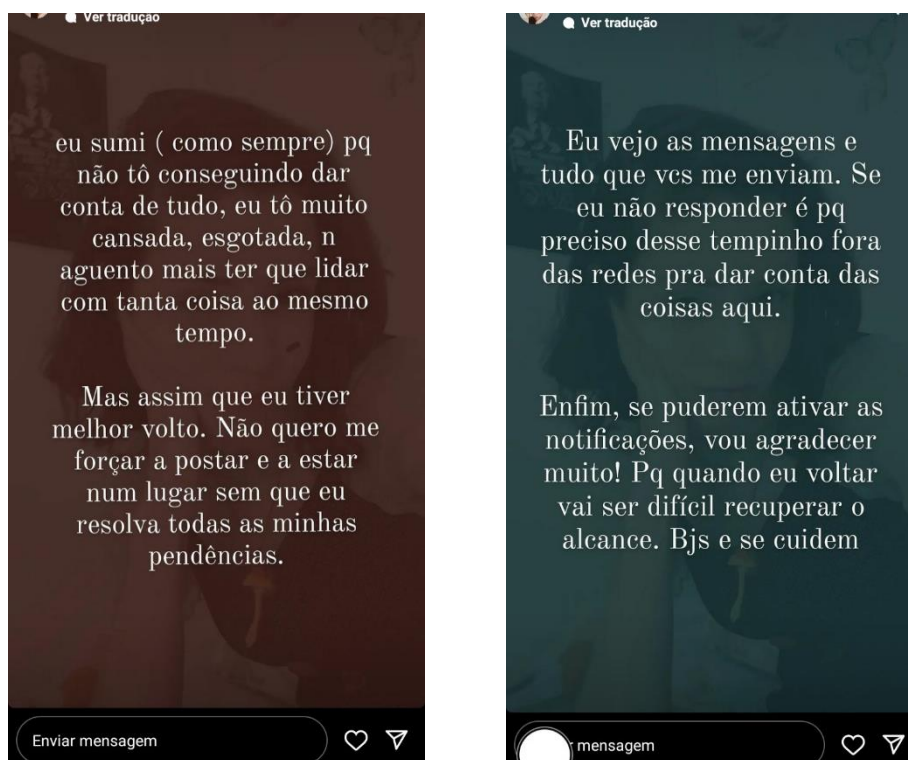 Ver tradução
eu sumi ( como sempre) pq
não tô conseguindo dar
conta de tudo, eu tô muito
cansada, esgotada, n
aguento mais ter que lidar
com tanta coisa ao mesmo
tempo.
Mas assim que eu tiver
melhor volto. Não quero me
forçar a postar e a estar
num lugar sem que eu
resolva todas as minhas
pendências.
Enviar mensagem
Ver tradução
Eu vejo as mensagens e
tudo que vcs me enviam. Se
eu não responder é pq
preciso desse tempinho fora
das redes pra dar conta das
coisas aqui.
Enfim, se puderem ativar as
notificações, vou agradecer
muito! Pq quando eu voltar
vai ser difícil recuperar o
alcance. Bjs e se cuidem
mensagem